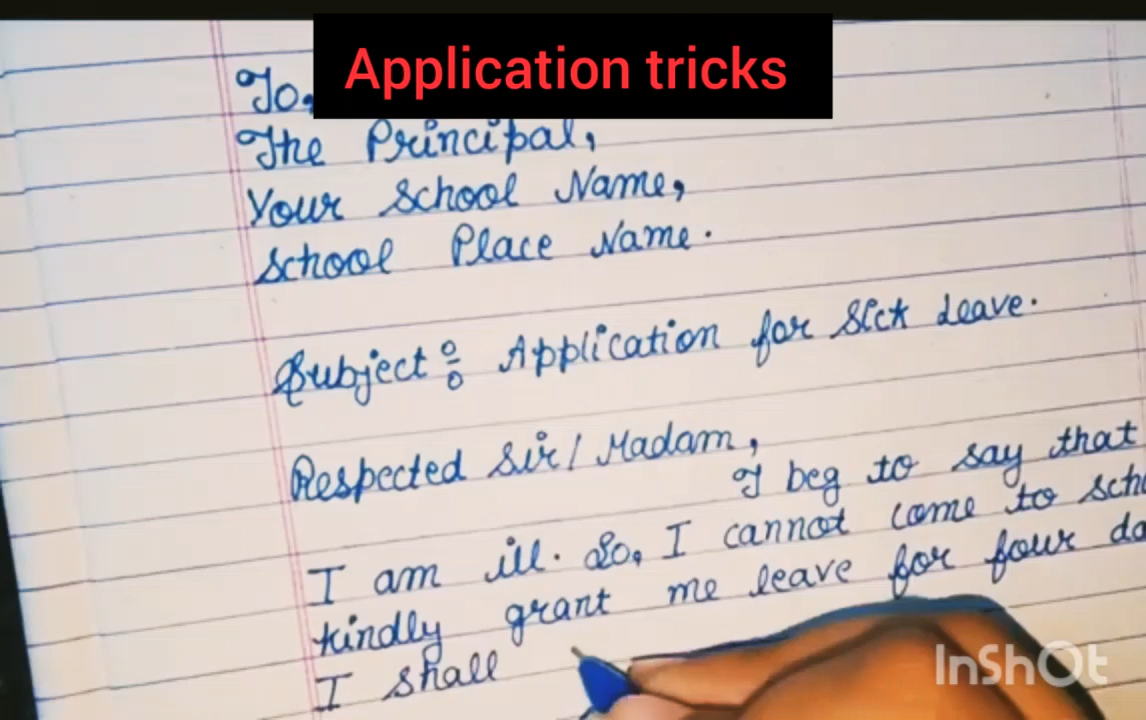 Application tricks
To,
The Principal,
Your School Name,
School Place Name.
Subject : Application for Sick Leave.
Respected Sir/Madam,
I beg to say that
I am ill. So, I cannot come to
kindly grant me leave for four
I shall
InShOt